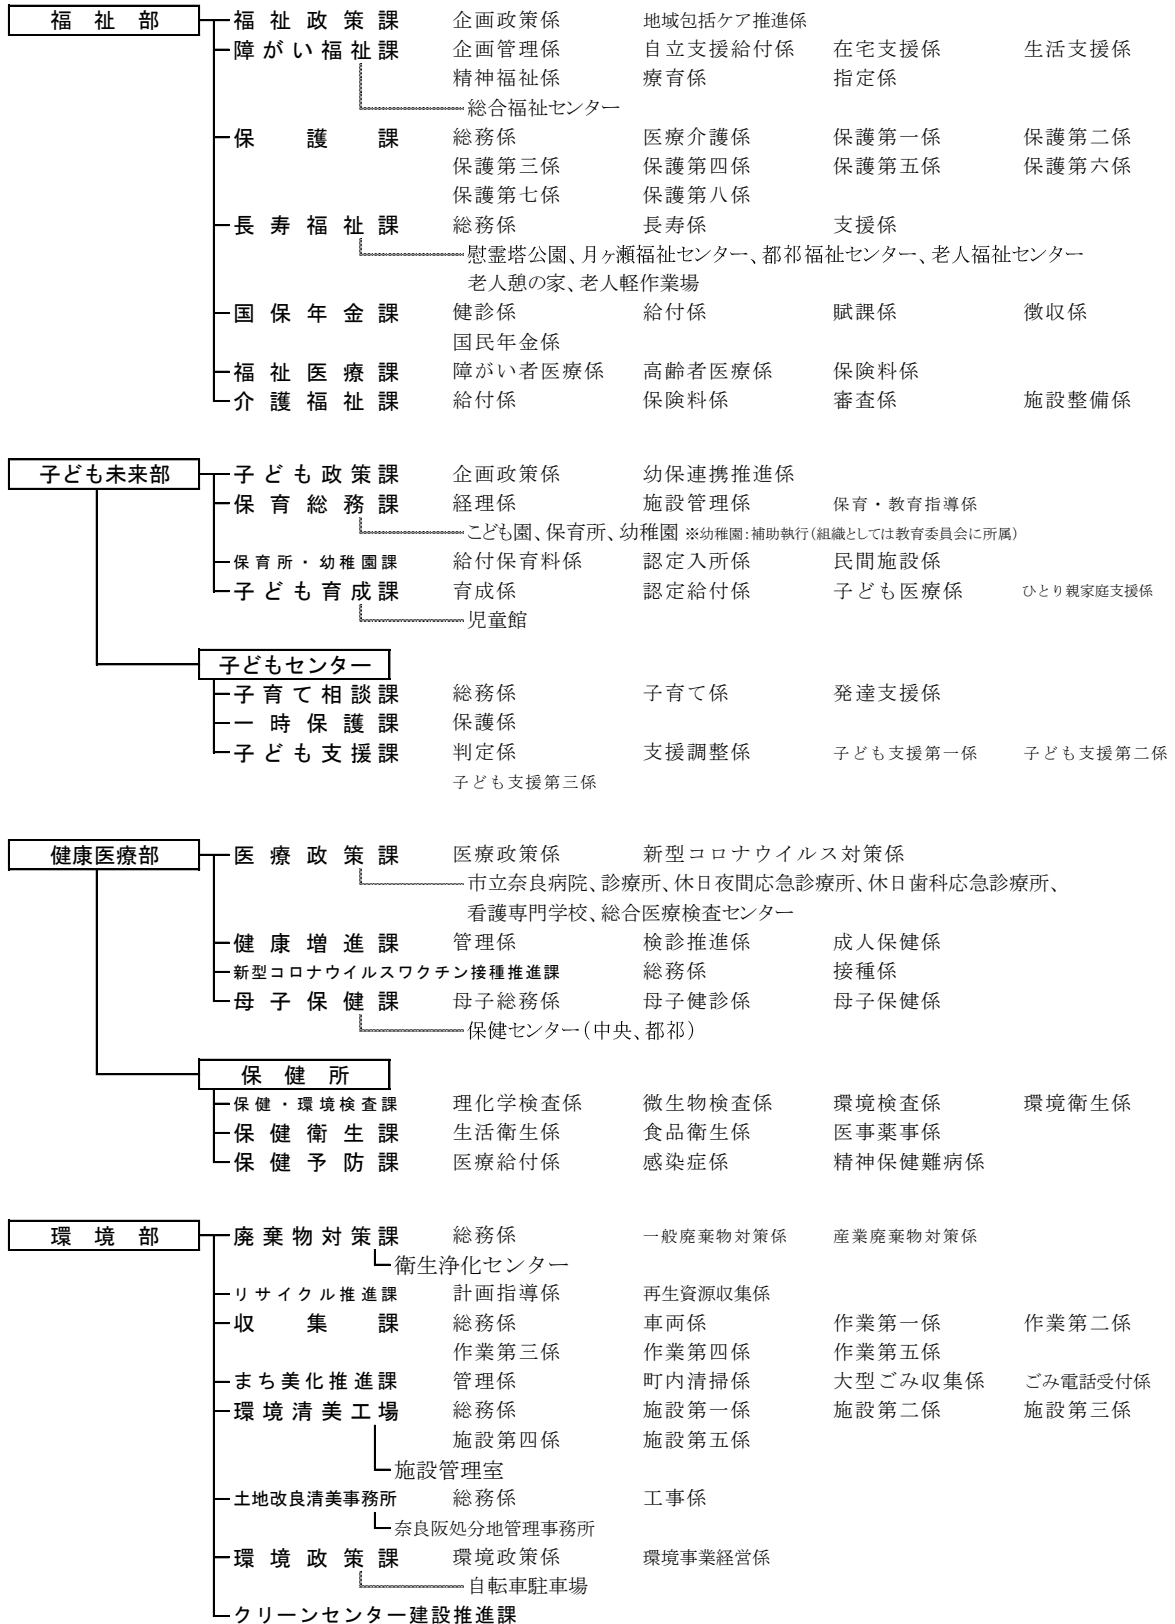 福祉部 福祉政策課 企画政策係 地域包括ケア推進係
障がい福祉課 企画管理係 自立支援給付係 在宅支援係 生活支援係
精神福祉係 療育係 指定係
総合福祉センター
保護課 総務係 医療介護係 保護第一係 保護第二係
保護第三係 保護第四係 保護第五係 保護第六係
保護第七係 保護第八係
長寿福祉課 総務係 長寿係 支援係
慰霊塔公園、月ヶ瀬福祉センター、都祁福祉センター、老人福祉センター
老人憩の家、老人軽作業場
国保年金課 健診係 給付係 賦課係 徴収係
国民年金係
福祉医療課 障がい者医療係 高齢者医療係 保険料係
介護福祉課 給付係 保険料係 審査係 施設整備係
子ども未来部 子ども政策課 企画政策係 幼保連携推進係
保育総務課 経理係 施設管理係 保育・教育指導係
こども園、保育所、幼稚園 ※幼稚園:補助執行(組織としては教育委員会に所属)
保育所・幼稚園課 給付保育料係 認定入所係 民間施設係
子ども育成課 育成係 認定給付係 子ども医療係 ひとり親家庭支援係
児童館
子どもセンター
子育て相談課 総務係 子育て係 発達支援係
一時保護課 保護係
子ども支援課 判定係 支援調整係 子ども支援第一係 子ども支援第二係
子ども支援第三係
健康医療部 医療政策課 医療政策係 新型コロナウイルス対策係
市立奈良病院、診療所、休日夜間応急診療所、休日歯科応急診療所、
看護専門学校、総合医療検査センター
健康増進課 管理係 検診推進係 成人保健係
新型コロナウイルスワクチン接種推進課 総務係 接種係
母子保健課 母子総務係 母子健診係 母子保健係
保健センター(中央、都祁)
保健所
保健・環境検査課 理化学検査係 微生物検査係 環境検査係 環境衛生係
保健衛生課 生活衛生係 食品衛生係 医事薬事係
保健予防課 医療給付係 感染症係 精神保健難病係
環境部 廃棄物対策課 総務係 一般廃棄物対策係 産業廃棄物対策係
衛生浄化センター
リサイクル推進課 計画指導係 再生資源収集係
収集課 総務係 車両係 作業第一係 作業第二係
作業第三係 作業第四係 作業第五係
まち美化推進課 管理係 町内清掃係 大型ごみ収集係 ごみ電話受付係
環境清美工場 総務係 施設第一係 施設第二係 施設第三係
施設第四係 施設第五係
施設管理室
土地改良清美事務所 総務係 工事係
奈良阪処分地管理事務所
環境政策課 環境政策係 環境事業経営係
自転車駐車場
クリーンセンター建設推進課